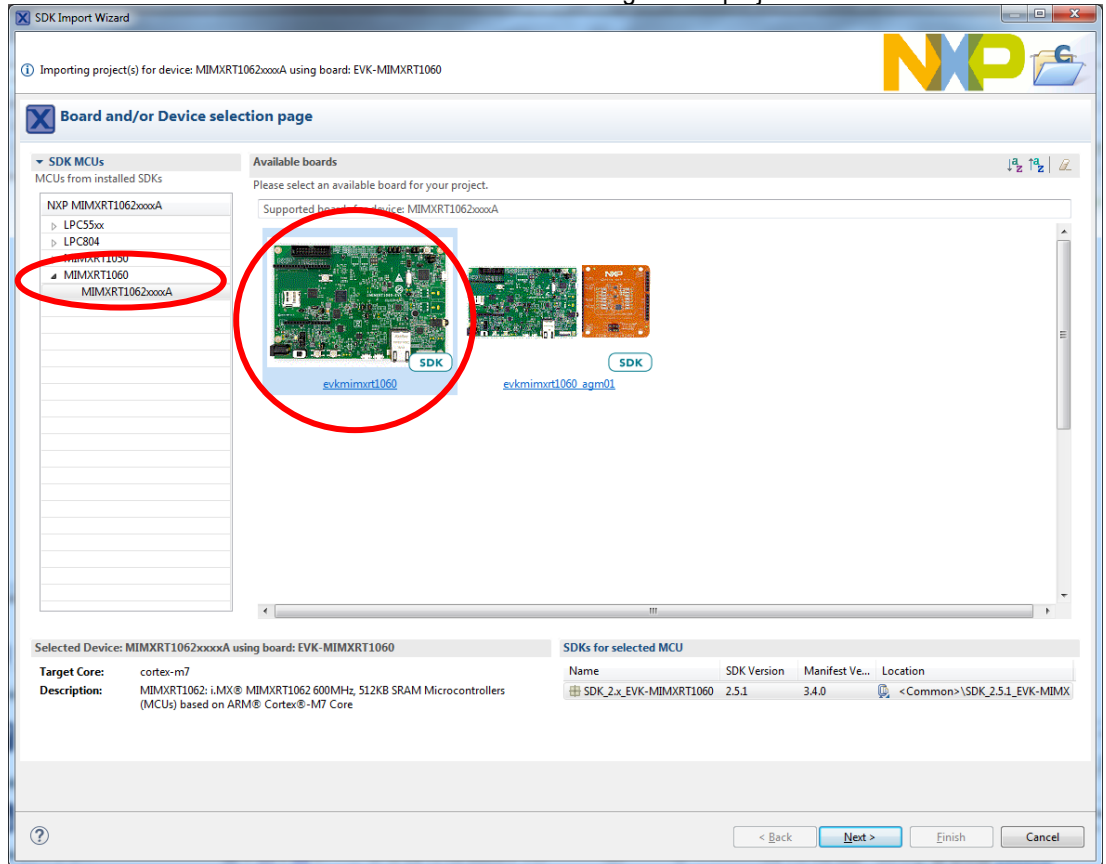 SDK Import Wizard
Importing project(s) for device: MIMXRT1062xxxxA using board: EVK-MIMXRT1060
NXP
Board and/or Device selection page
SDK MCUs
MCUs from installed SDKs
NXP MIMXRT1062xxxxA
LPC55xx
LPC804
MIMXRT1050
MIMXRT1060
MIMXRT1062xxxxA
Available boards
Please select an available board for your project.
Supported boards for device: MIMXRT1062xxxxA
SDK
evkmimxrt1060
NXP
SDK
evkmimxrt1060_agm01
Selected Device: MIMXRT1062xxxxA using board: EVK-MIMXRT1060
Target Core: cortex-m7
Description: MIMXRT1062: i.MX® MIMXRT1062 600MHz, 512KB SRAM Microcontrollers
(MCUs) based on ARM® Cortex®-M7 Core
SDKs for selected MCU
Name SDK Version Manifest Ve... Location
SDK_2.x_EVK-MIMXRT1060 2.5.1 3.4.0 <Common>\SDK_2.5.1_EVK-MIMX
< Back Next > Finish Cancel